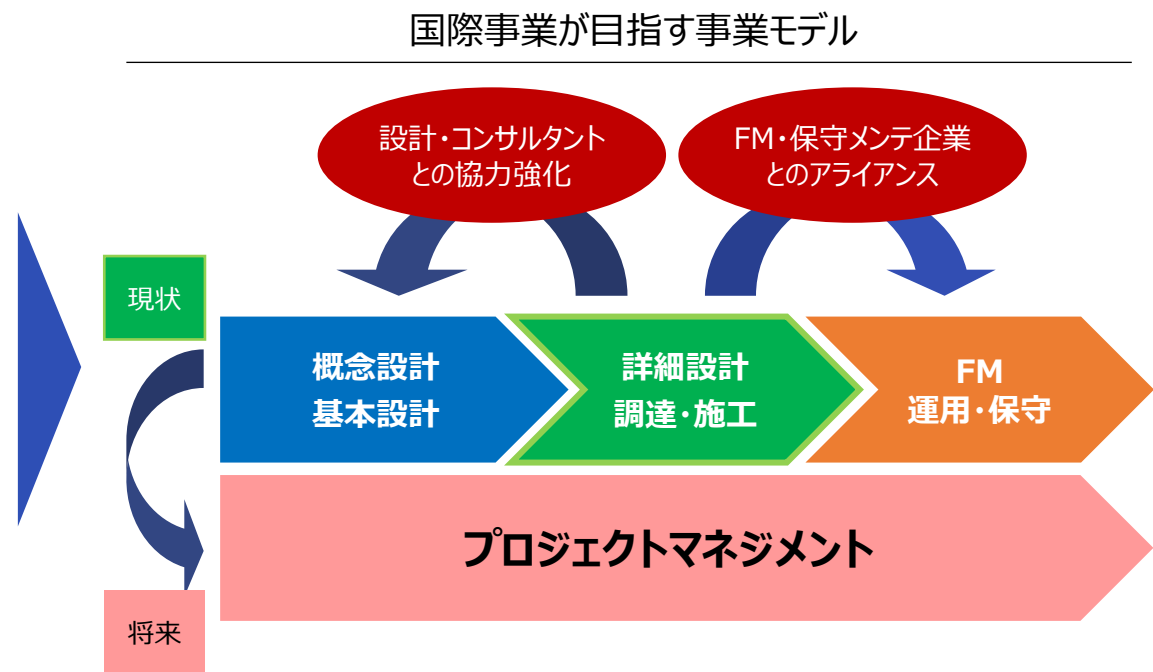 国際事業が目指す事業モデル
設計・コンサルタント
との協力強化
FM・保守メンテ企業
とのアライアンス
現状
概念設計
基本設計
詳細設計
調達・施工
FM
運用・保守
プロジェクトマネジメント
将来